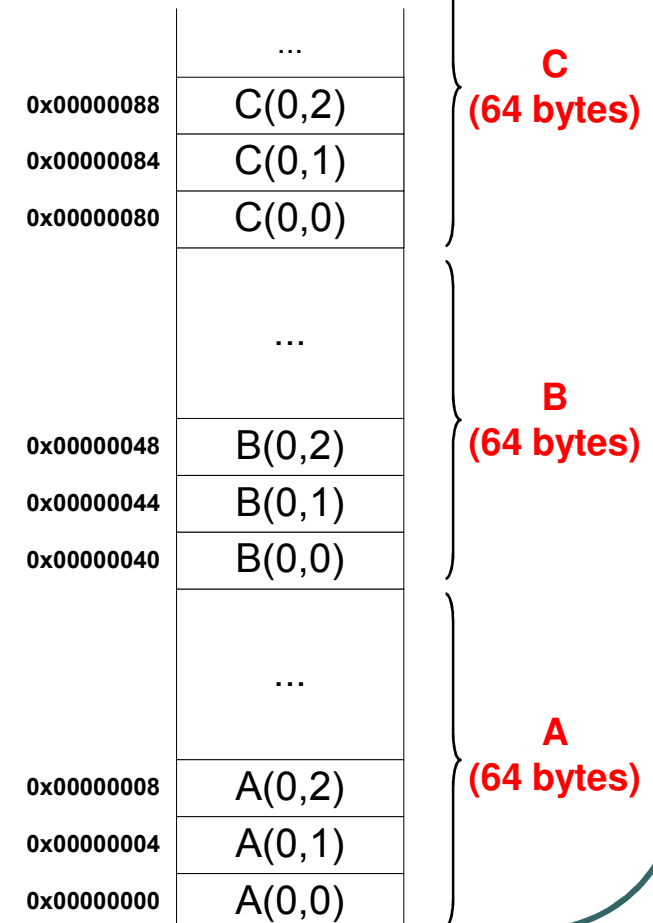 ...
0x00000088 C(0,2)
0x00000084 C(0,1)
0x00000080 C(0,0)
C
(64 bytes)
...
0x00000048 B(0,2)
0x00000044 B(0,1)
0x00000040 B(0,0)
B
(64 bytes)
...
0x00000008 A(0,2)
0x00000004 A(0,1)
0x00000000 A(0,0)
A
(64 bytes)